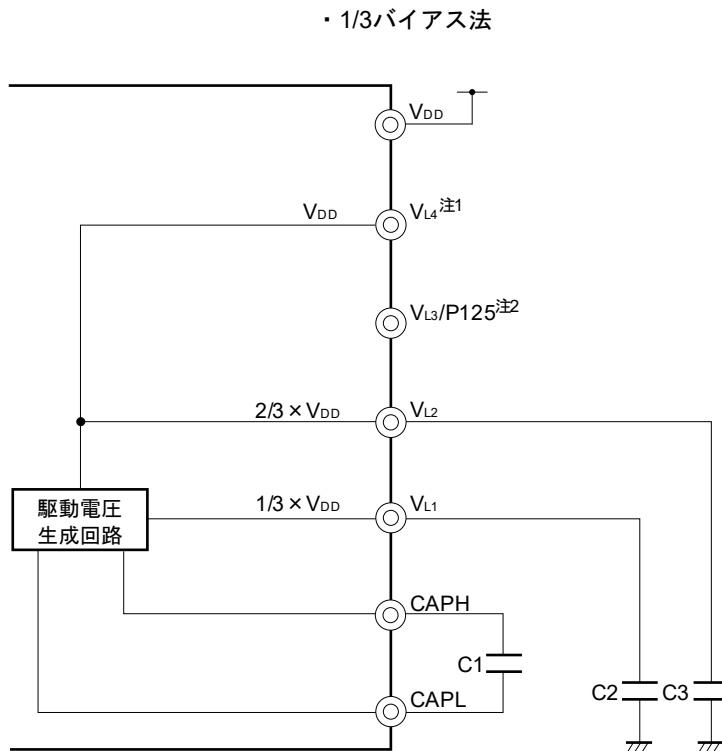 ・1/3バイアス法
VDD
VDD
VL4注1
VL3/P125注2
2/3×VDD
VL2
駆動電圧
生成回路
1/3×VDD
VL1
CAPH
C1
CAPL
C2
C3